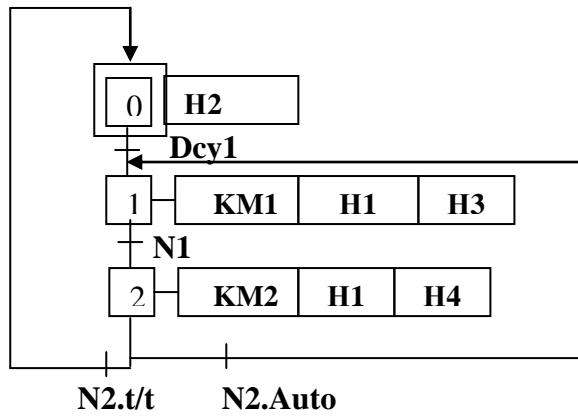 0 H2
Dcy1
1 KM1 H1 H3
N1
2 KM2 H1 H4
N2.t/t N2.Auto